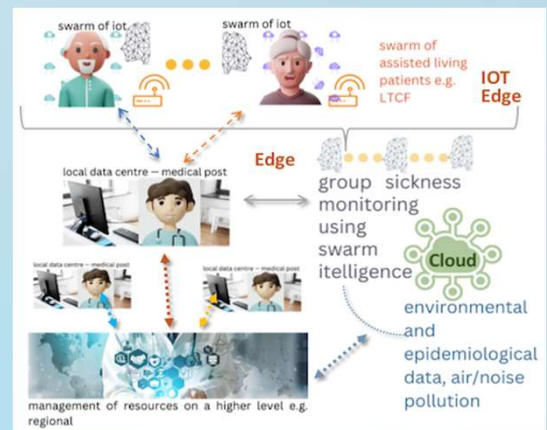 swarm of iot
swarm of iot
swarm of
assisted living
patients e.g.
LTCF
IOT
Edge
Edge
local data centre – medical post
group sickness
monitoring
using
swarm
itelligence
Cloud
local data centre – medical post
local data centre – medical post
environmental
and
epidemiological
data, air/noise
pollution
management of resources on a higher level e.g.
regional